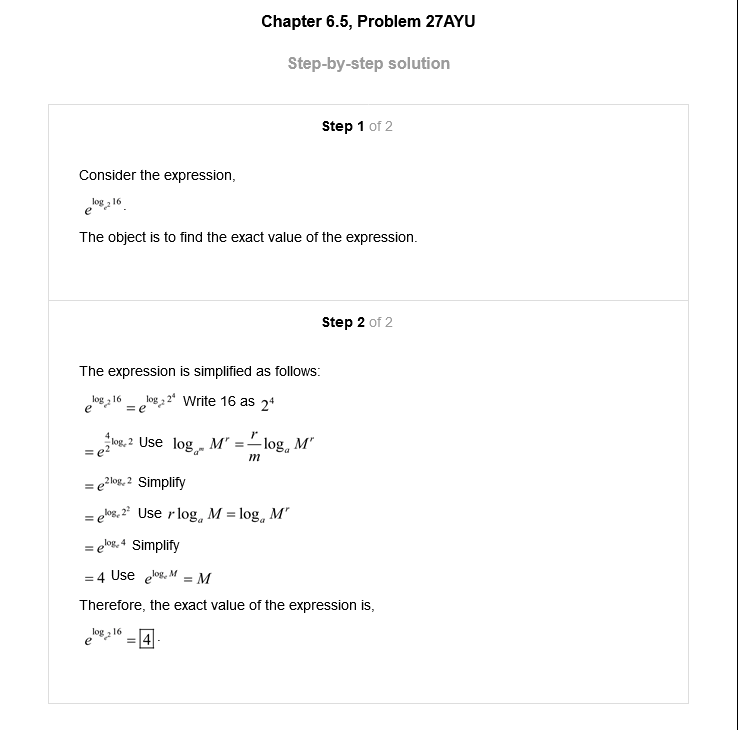 Chapter 6.5, Problem 27AYU
Step-by-step solution
Step 1 of 2
Consider the expression,
e^{log_{e^2} 16}.
The object is to find the exact value of the expression.
Step 2 of 2
The expression is simplified as follows:
e^{log_{e^2} 16} = e^{log_{e^2} 2^4} Write 16 as 2^4
= e^{\frac{4}{2} log_e 2} Use log_{a^m} M^r = \frac{r}{m} log_a M^r
= e^{2 log_e 2} Simplify
= e^{log_e 2^2} Use r log_a M = log_a M^r
= e^{log_e 4} Simplify
= 4 Use e^{log_e M} = M
Therefore, the exact value of the expression is,
e^{log_{e^2} 16} = 4.